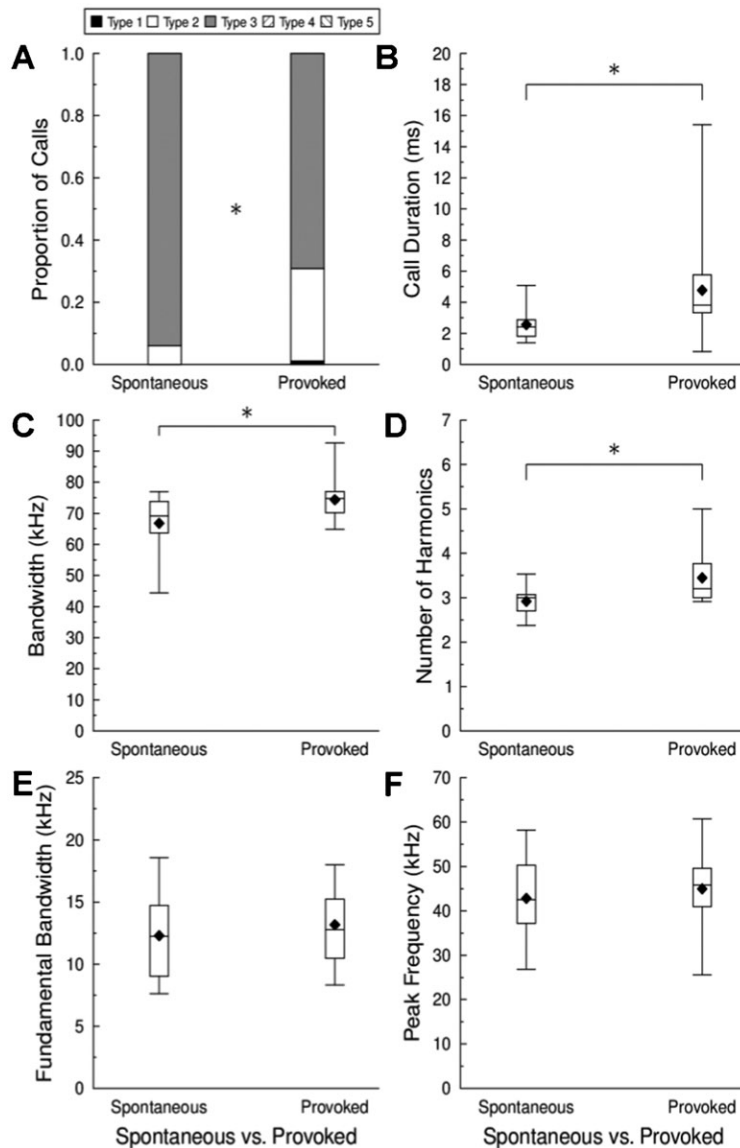 Type 1 Type 2 Type 3 Type 4 Type 5
A
1.0
0.8
0.6
0.4
0.2
0.0
Proportion of Calls
*
Spontaneous Provoked
B
20
18
16
14
12
10
8
6
4
2
0
Call Duration (ms)
*
Spontaneous Provoked
C
100
90
80
70
60
50
40
30
20
10
0
Bandwidth (kHz)
*
Spontaneous Provoked
D
7
6
5
4
3
2
1
0
Number of Harmonics
*
Spontaneous Provoked
E
25
20
15
10
5
0
Fundamental Bandwidth (kHz)
Spontaneous Provoked
Spontaneous vs. Provoked
F
70
60
50
40
30
20
10
0
Peak Frequency (kHz)
Spontaneous Provoked
Spontaneous vs. Provoked